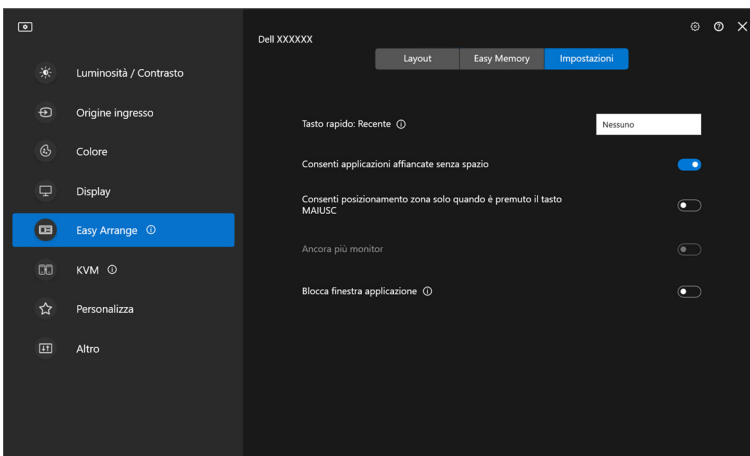 Dell XXXXXX
Layout
Easy Memory
Impostazioni
Luminosità / Contrasto
Origine ingresso
Colore
Display
Easy Arrange
KVM
Personalizza
Altro
Tasto rapido: Recente
Nessuno
Consenti applicazioni affiancate senza spazio
Consenti posizionamento zona solo quando è premuto il tasto
MAIUSC
Ancora più monitor
Blocca finestra applicazione